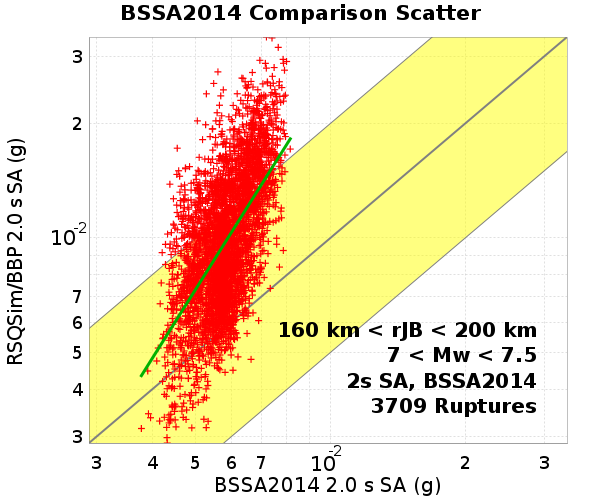 BSSA2014 Comparison Scatter
RSQSim/BBP 2.0 s SA (g)
3
2
10-2
7
6
5
4
3
160 km < rJB < 200 km
7 < Mw < 7.5
2s SA, BSSA2014
3709 Ruptures
3 4 5 6 7 10-2 2 3
BSSA2014 2.0 s SA (g)